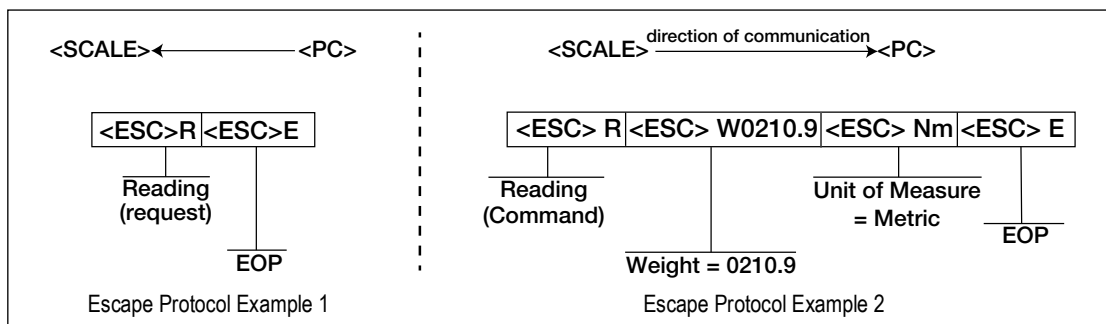 <SCALE> <PC>
<ESC>R <ESC>E
Reading
(request)
EOP
Escape Protocol Example 1
direction of communication
<SCALE> <PC>
<ESC> R <ESC> W0210.9 <ESC> Nm <ESC> E
Reading
(Command)
Weight = 0210.9
Unit of Measure
= Metric
EOP
Escape Protocol Example 2